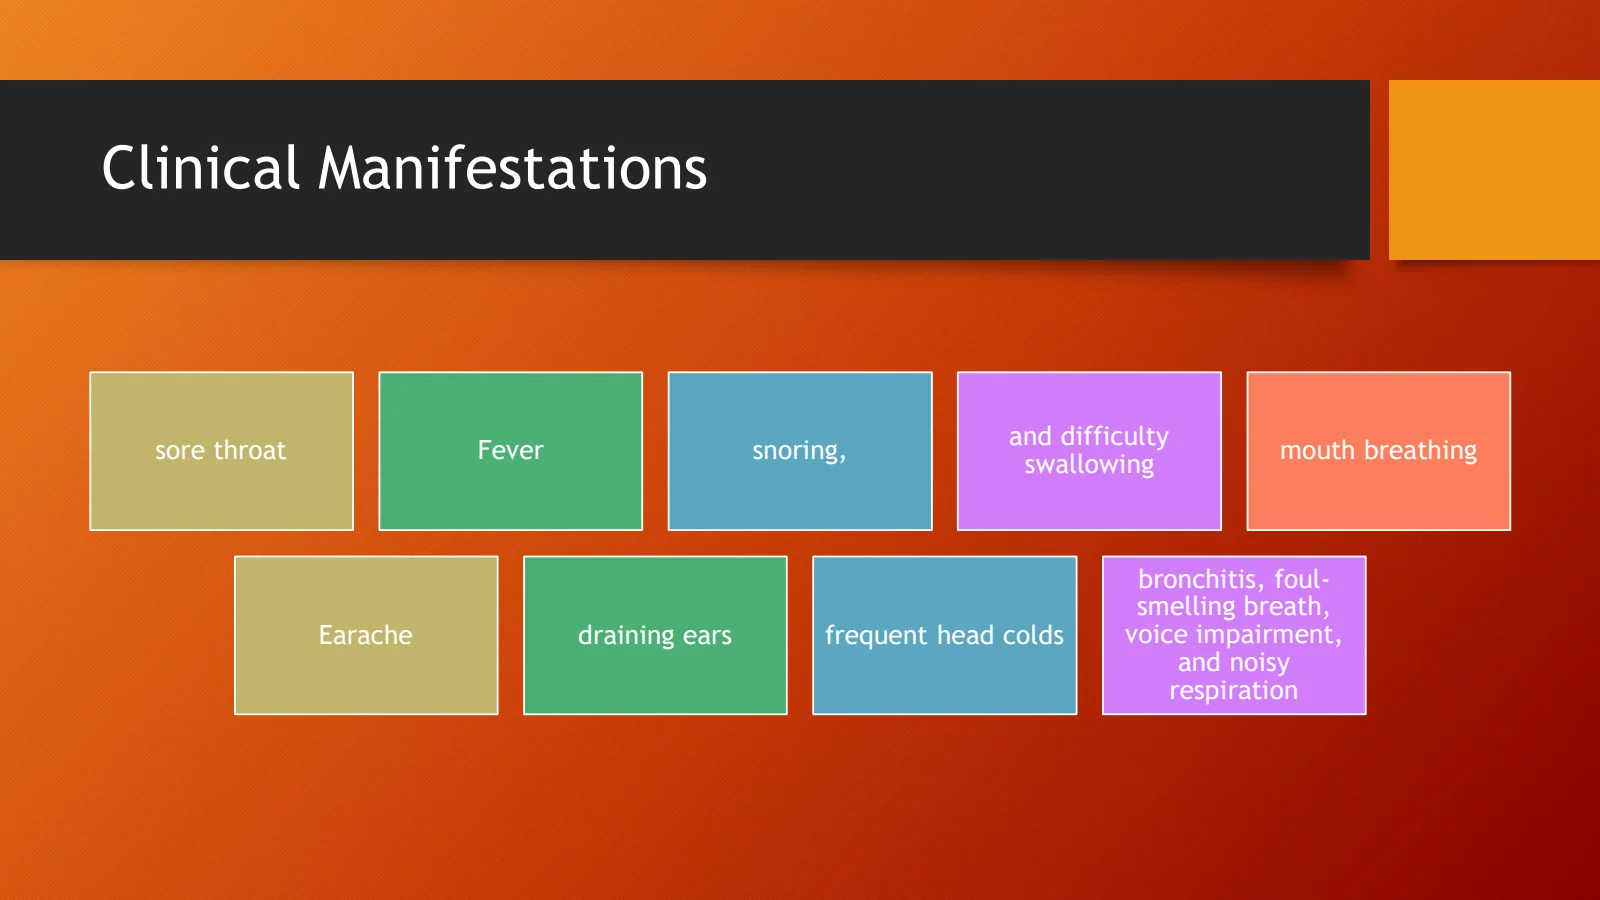 Clinical Manifestations
sore throat
Fever
snoring,
and difficulty
swallowing
mouth breathing
Earache
draining ears
frequent head colds
bronchitis, foul-
smelling breath,
voice impairment,
and noisy
respiration